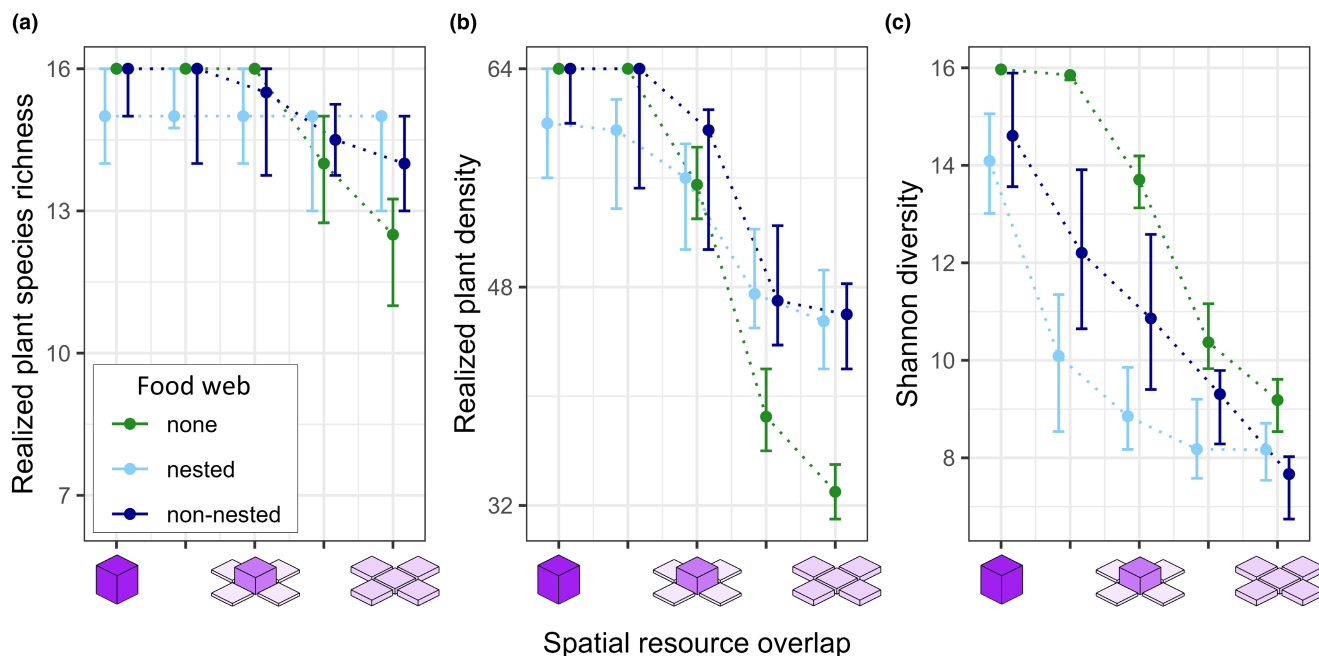 (a)
Realized plant species richness
16
13
10
7
Food web
none
nested
non-nested
(b)
Realized plant density
64
48
32
(c)
Shannon diversity
16
14
12
10
8
Spatial resource overlap